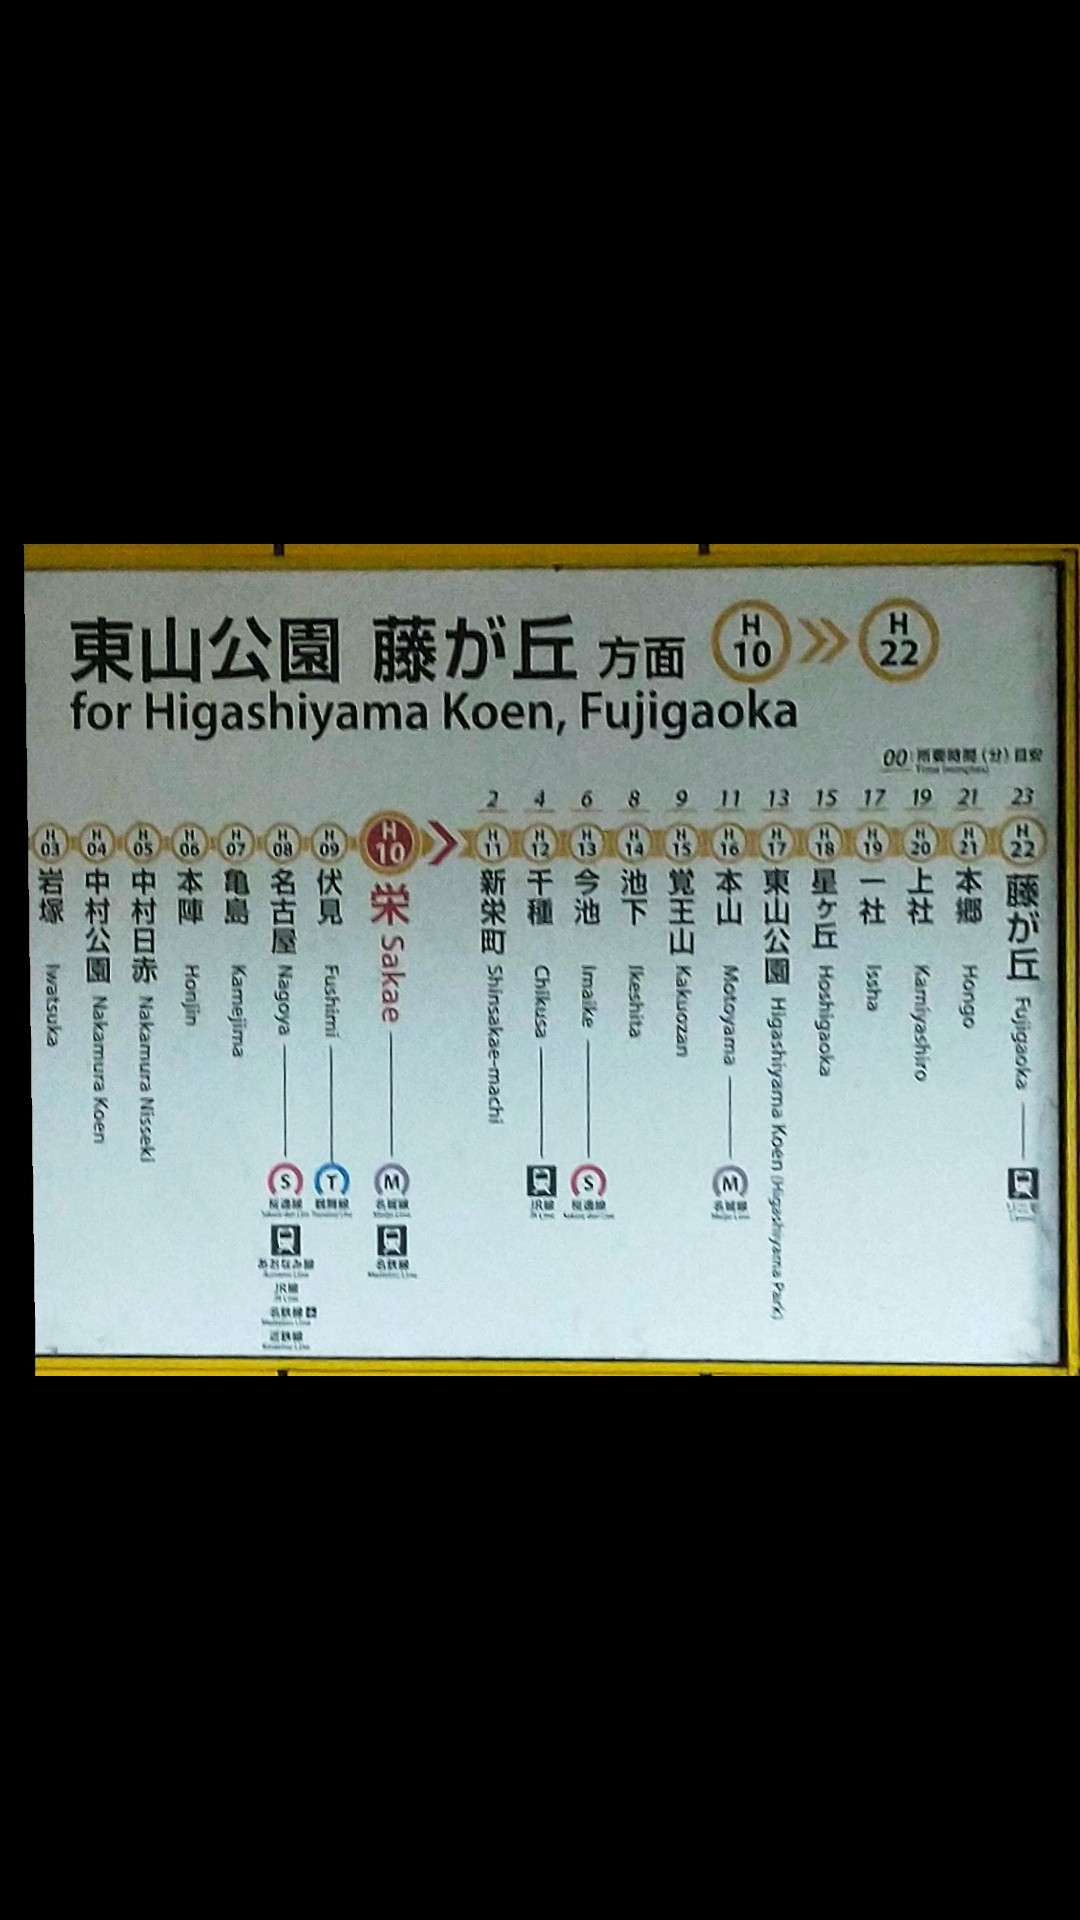 東山公園 藤が丘 方面 H 10 H 22
for Higashiyama Koen, Fujigaoka
00:所要時間(分)目安
2 4 6 8 9 11 13 15 17 19 21 23
H 03 岩塚 Iwatsuka
H 04 中村公園 Nakamura Koen
H 05 中村日赤 Nakamura Nisseki
H 06 本陣 Honjin
H 07 亀島 Kamejima
H 08 名古屋 Nagoya
S
桜通線
あおなみ線
JR線
名鉄線
近鉄線
H 09 伏見 Fushimi
T
鶴舞線
H 10 栄 Sakae
M
名城線
名鉄線
H 11 新栄町 Shinsakae-machi
H 12 千種 Chikusa
JR線
H 13 今池 Imaike
S
桜通線
H 14 池下 Ikeshita
H 15 覚王山 Kakuozan
H 16 本山 Motoyama
M
名城線
H 17 東山公園 Higashiyama Koen (Higashiyama Park)
H 18 星ヶ丘 Hoshigaoka
H 19 一社 Issha
H 20 上社 Kamiyashiro
H 21 本郷 Hongo
H 22 藤が丘 Fujigaoka
リニモ